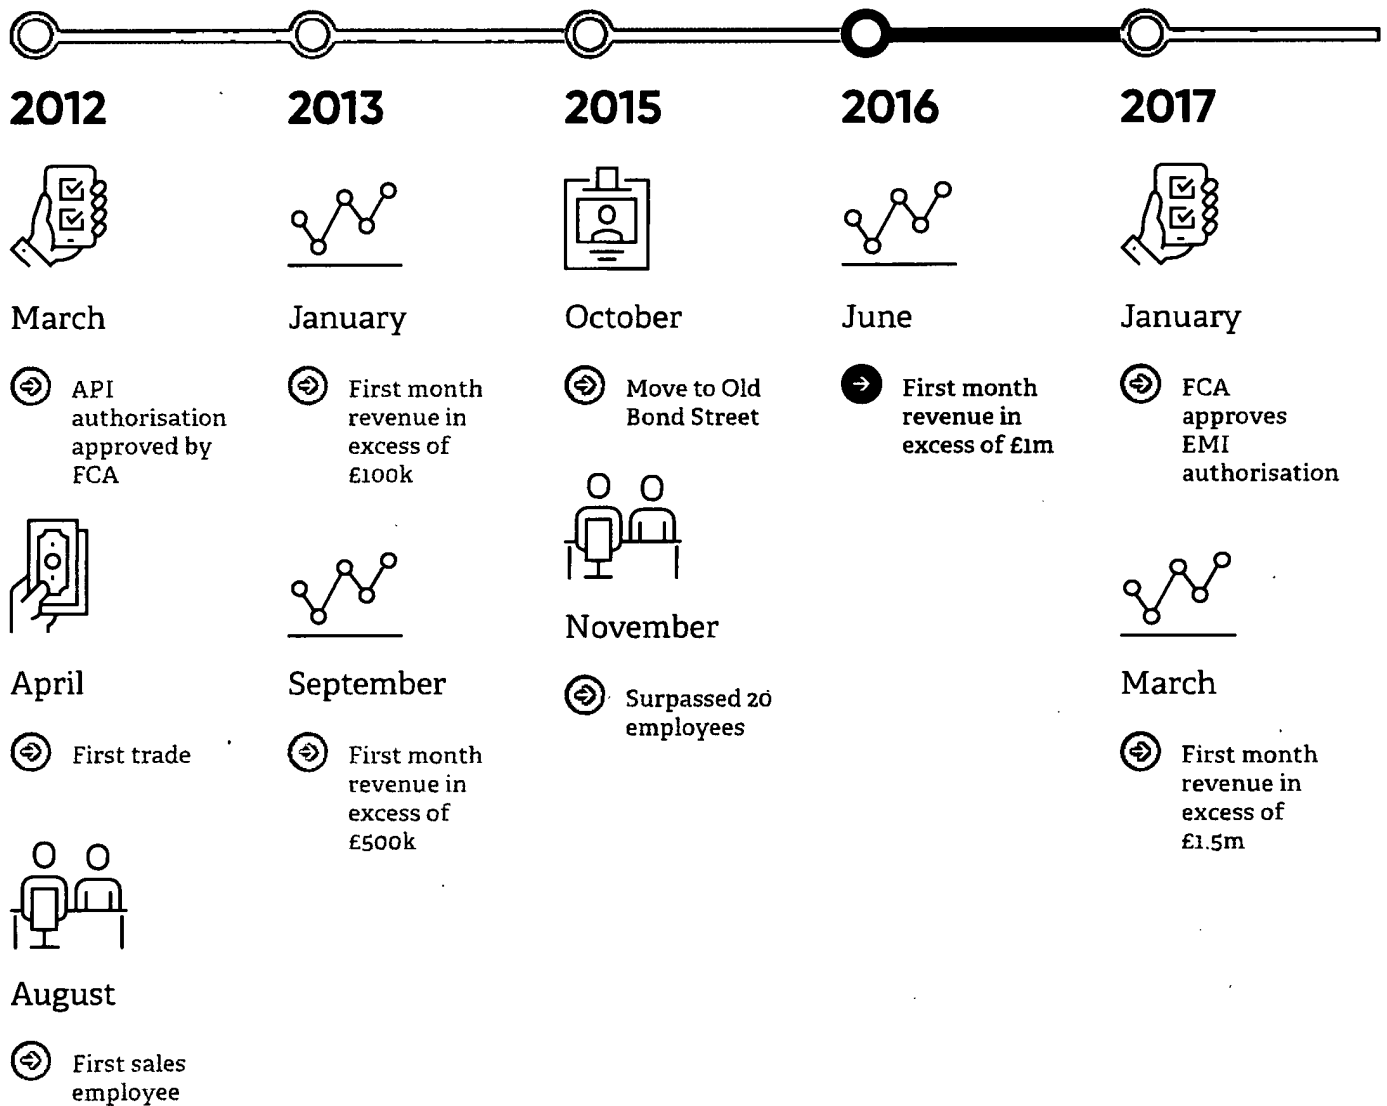 2012
March
API
authorisation
approved by
FCA
April
First trade
August
First sales
employee
2013
January
First month
revenue in
excess of
£100k
September
First month
revenue in
excess of
£500k
2015
October
Move to Old
Bond Street
November
Surpassed 20
employees
2016
June
First month
revenue in
excess of £1m
2017
January
FCA
approves
EMI
authorisation
March
First month
revenue in
excess of
£1.5m